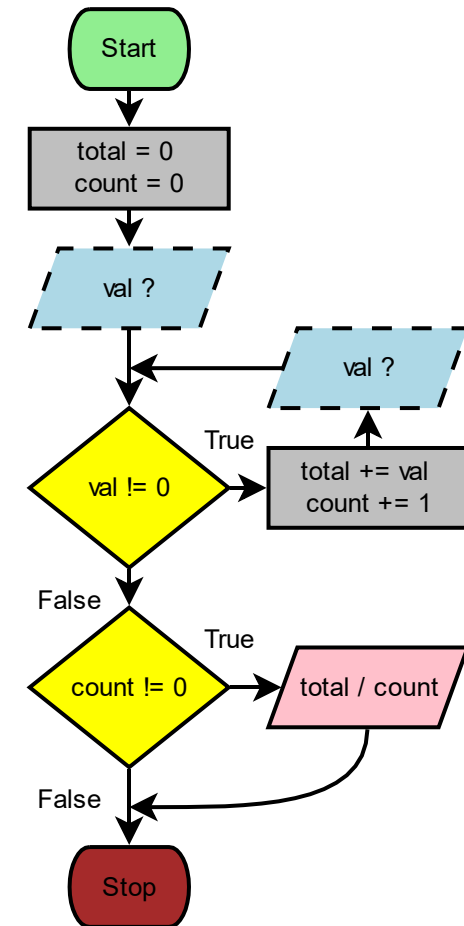 Start
total = 0
count = 0
val ?
val ?
True
val != 0
total += val
count += 1
False
True
count != 0
total / count
False
Stop